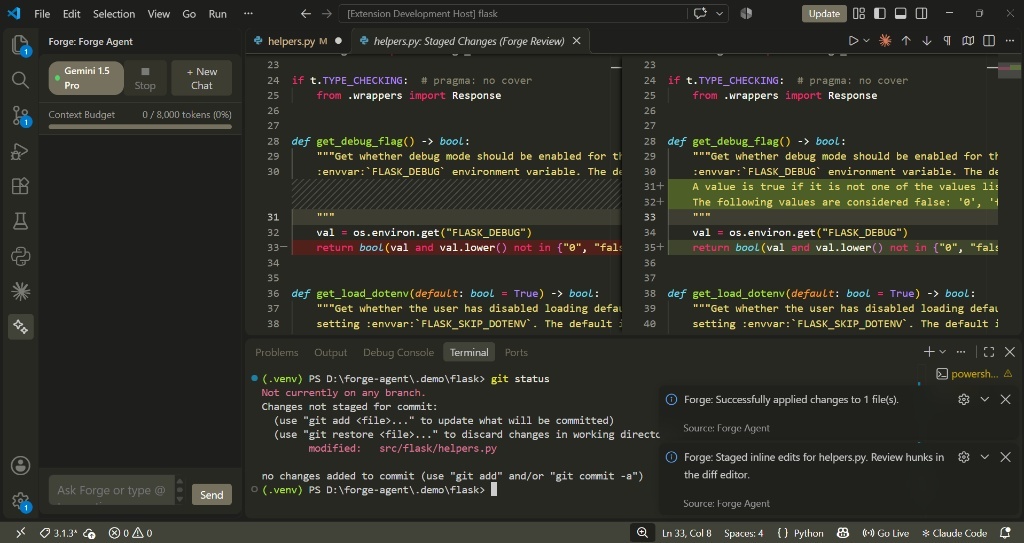 File Edit Selection View Go Run ··· ← → [Extension Development Host] flask Update
Forge: Forge Agent
helpers.py M ● helpers.py: Staged Changes (Forge Review) ×
Gemini 1.5 Pro
Stop
+ New Chat
Context Budget 0 / 8,000 tokens (0%)
23
24 if t.TYPE_CHECKING: # pragma: no cover
25 from .wrappers import Response
26
27
28 def get_debug_flag() -> bool:
29 """Get whether debug mode should be enabled for th
30 :envvar:`FLASK_DEBUG` environment variable. The de
31 """
32 val = os.environ.get("FLASK_DEBUG")
33− return bool(val and val.lower() not in {"0", "fals
34
35
36 def get_load_dotenv(default: bool = True) -> bool:
37 """Get whether the user has disabled loading defau
38 setting :envvar:`FLASK_SKIP_DOTENV`. The default i
23
24 if t.TYPE_CHECKING: # pragma: no cover
25 from .wrappers import Response
26
27
28 def get_debug_flag() -> bool:
29 """Get whether debug mode should be enabled for th
30 :envvar:`FLASK_DEBUG` environment variable. The de
31+ A value is true if it is not one of the values lis
32+ The following values are considered false: '0', 'f
33 """
34 val = os.environ.get("FLASK_DEBUG")
35+ return bool(val and val.lower() not in {"0", "fals
36
37
38 def get_load_dotenv(default: bool = True) -> bool:
39 """Get whether the user has disabled loading defau
40 setting :envvar:`FLASK_SKIP_DOTENV`. The default i
Problems Output Debug Console Terminal Ports
powersh...
(.venv) PS D:\forge-agent\.demo\flask> git status
Not currently on any branch.
Changes not staged for commit:
(use "git add <file>..." to update what will be committed)
(use "git restore <file>..." to discard changes in working directo
modified: src/flask/helpers.py
no changes added to commit (use "git add" and/or "git commit -a")
(.venv) PS D:\forge-agent\.demo\flask>
Forge: Successfully applied changes to 1 file(s).
Source: Forge Agent
Forge: Staged inline edits for helpers.py. Review hunks in
the diff editor.
Source: Forge Agent
Ask Forge or type @
Send
3.1.3* 0 0 Ln 33, Col 8 Spaces: 4 { } Python Go Live Claude Code